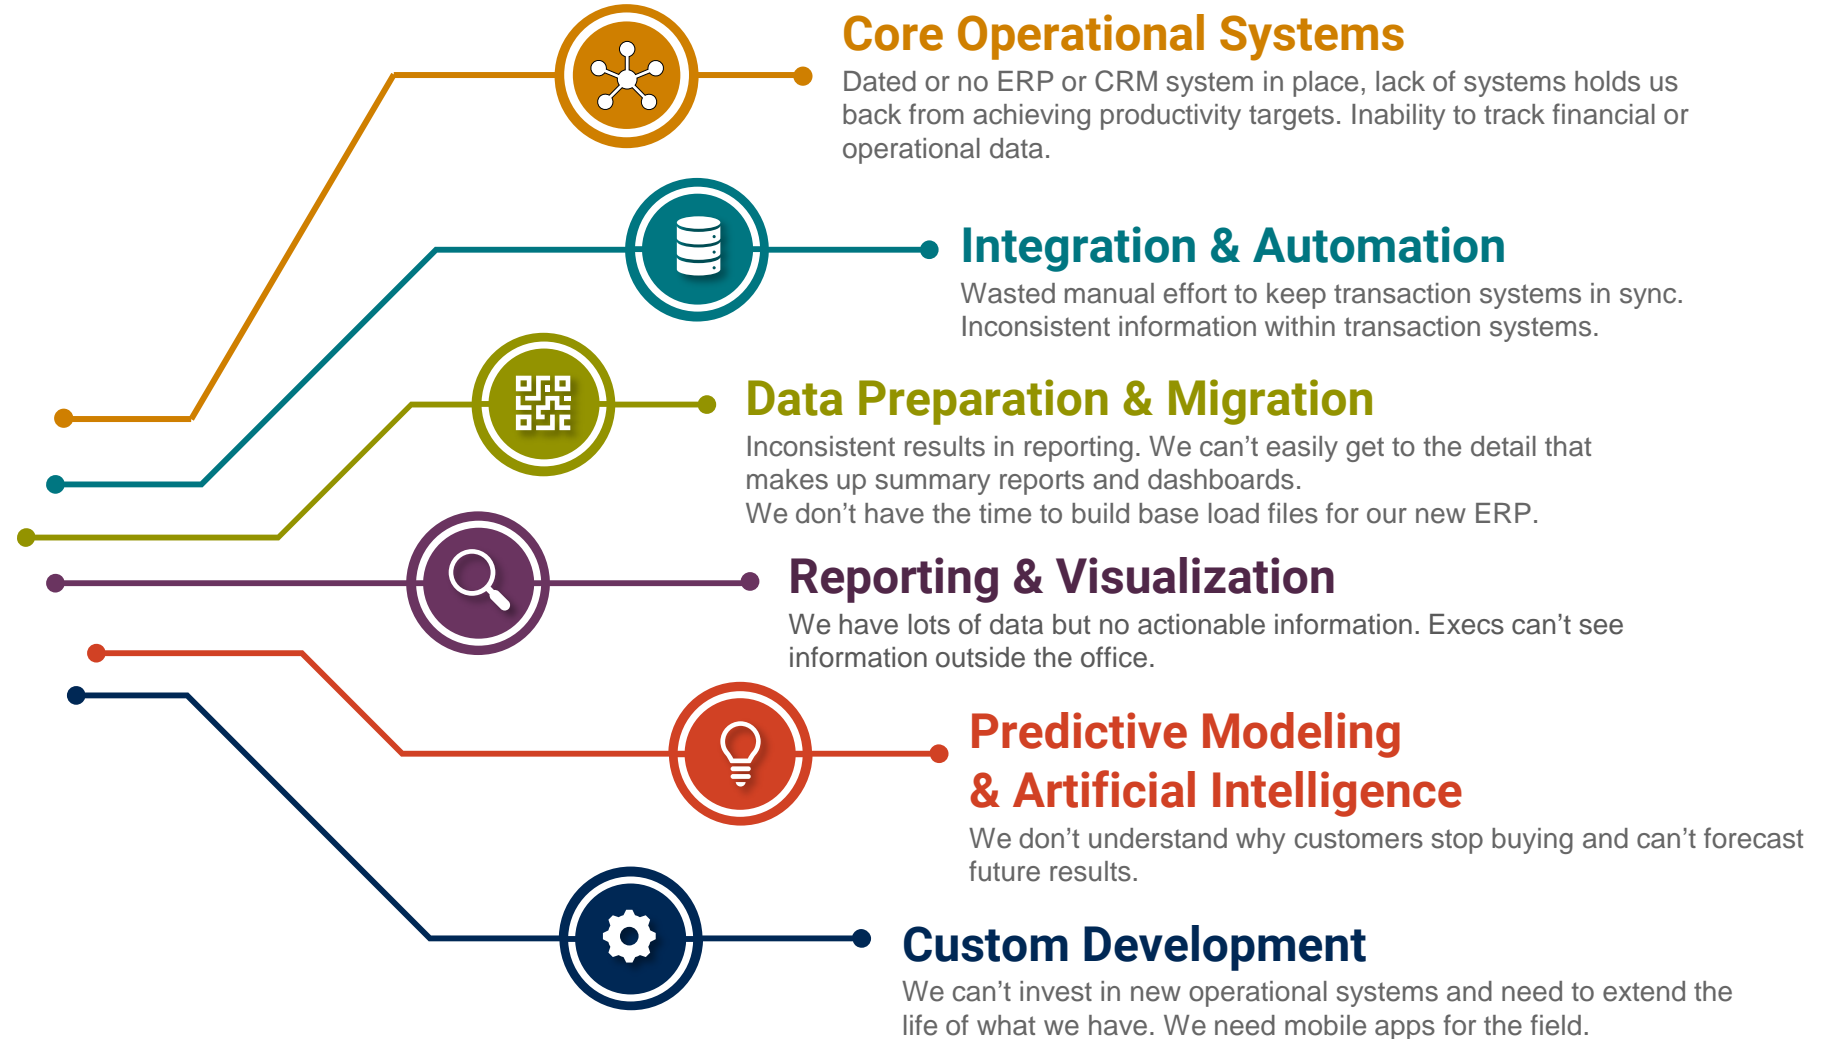 Core Operational Systems
Dated or no ERP or CRM system in place, lack of systems holds us
back from achieving productivity targets. Inability to track financial or
operational data.
Integration & Automation
Wasted manual effort to keep transaction systems in sync.
Inconsistent information within transaction systems.
Data Preparation & Migration
Inconsistent results in reporting. We can’t easily get to the detail that
makes up summary reports and dashboards.
We don’t have the time to build base load files for our new ERP.
Reporting & Visualization
We have lots of data but no actionable information. Execs can’t see
information outside the office.
Predictive Modeling
& Artificial Intelligence
We don’t understand why customers stop buying and can’t forecast
future results.
Custom Development
We can’t invest in new operational systems and need to extend the
life of what we have. We need mobile apps for the field.